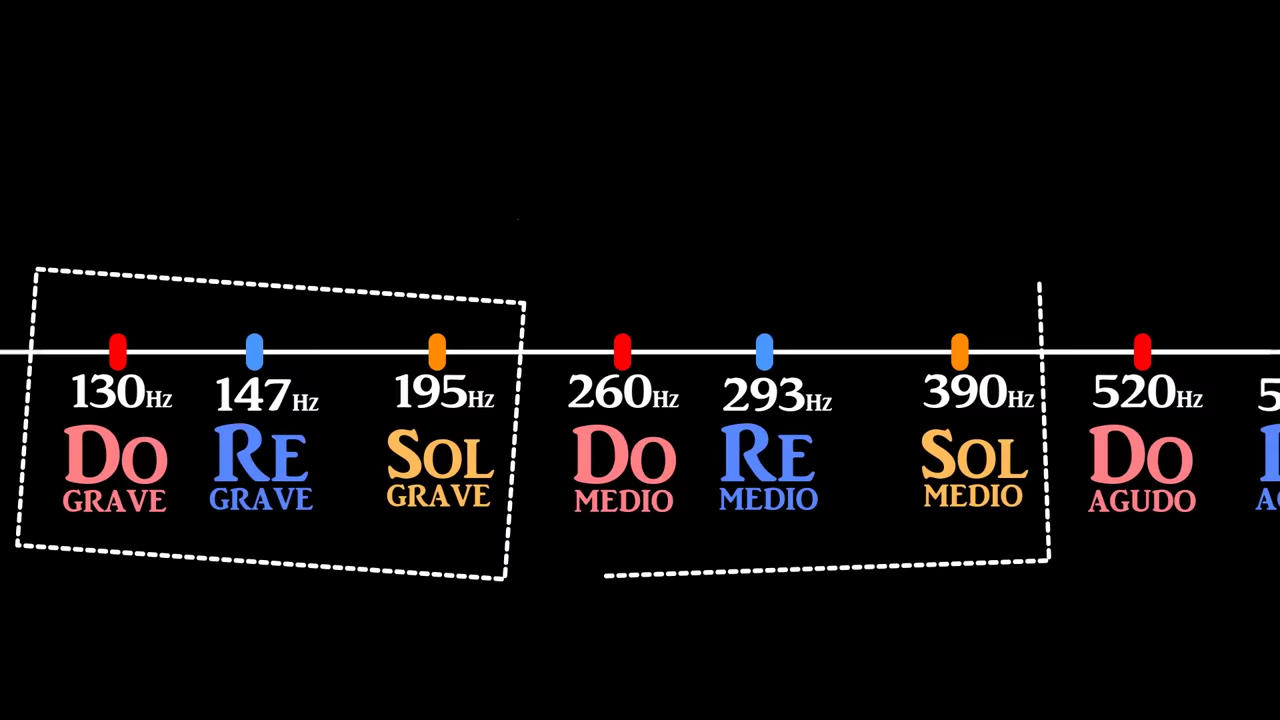 130Hz 147Hz 195Hz 260Hz 293Hz 390Hz 520Hz 5
Do Re Sol Do Re Sol Do
GRAVE GRAVE GRAVE MEDIO MEDIO MEDIO AGUDO